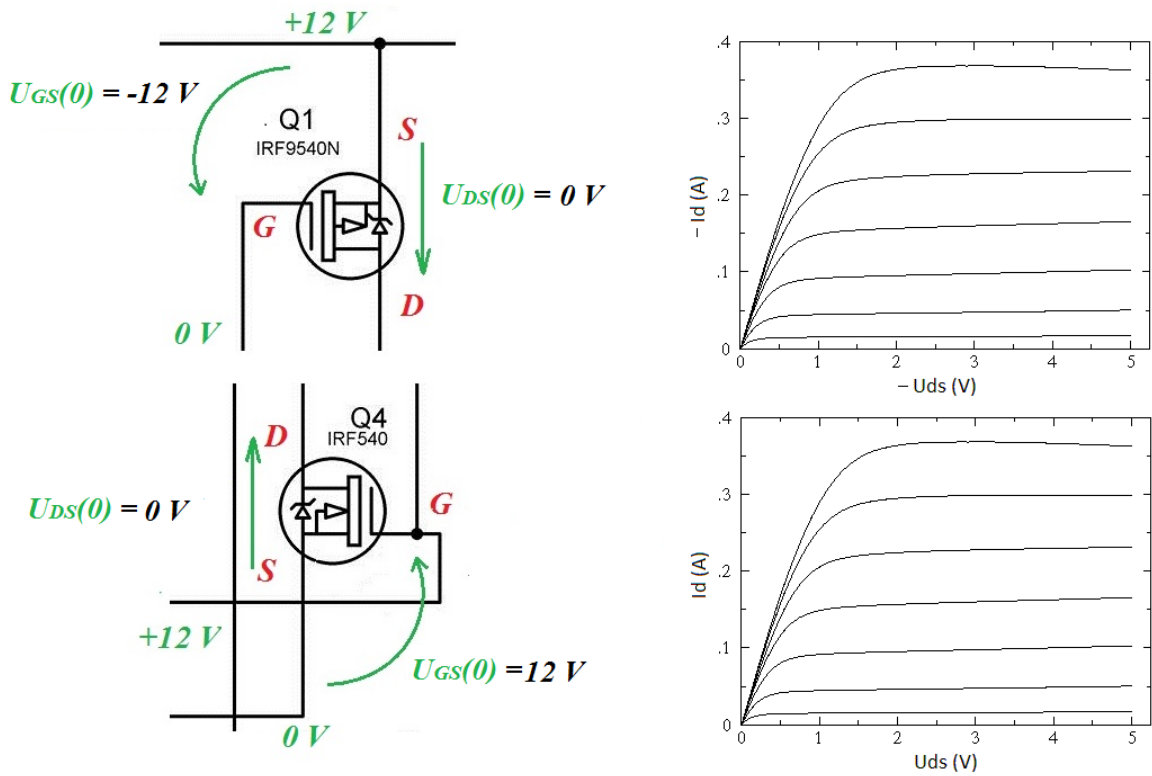 +12 V
UGS(0) = -12 V
Q1
IRF9540N
S
UDS(0) = 0 V
G
D
0 V
.4
.3
.2
.1
0
– Id (A)
0 1 2 3 4 5
– Uds (V)
Q4
IRF540
D
UDS(0) = 0 V
G
S
+12 V
UGS(0) =12 V
0 V
.4
.3
.2
.1
0
Id (A)
0 1 2 3 4 5
Uds (V)